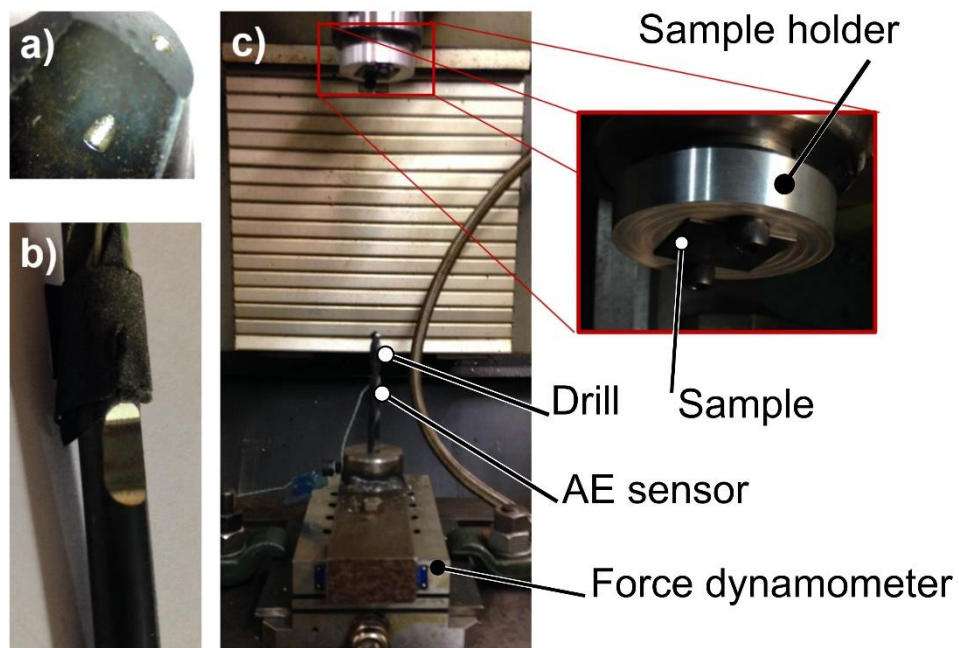 a)
b)
c)
Sample holder
Drill
Sample
AE sensor
Force dynamometer